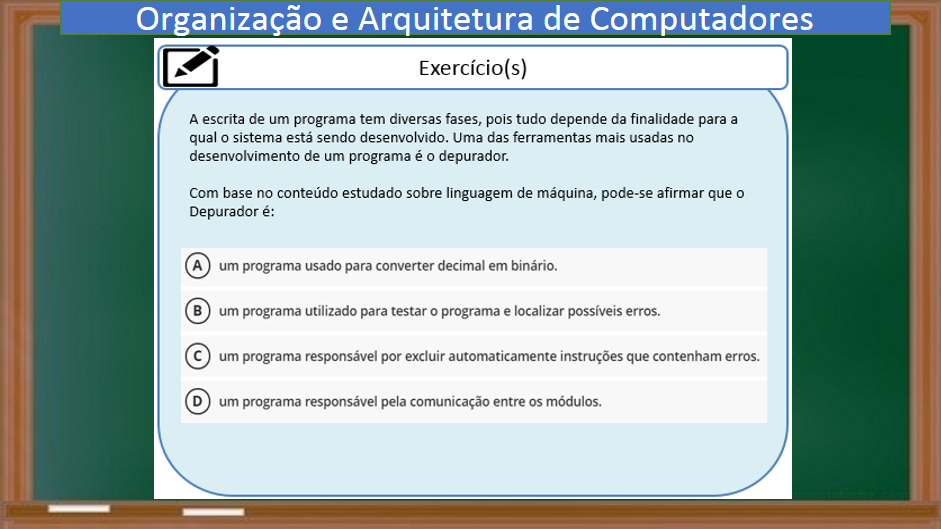 Organização e Arquitetura de Computadores
Exercício(s)
A escrita de um programa tem diversas fases, pois tudo depende da finalidade para a
qual o sistema está sendo desenvolvido. Uma das ferramentas mais usadas no
desenvolvimento de um programa é o depurador.
Com base no conteúdo estudado sobre linguagem de máquina, pode-se afirmar que o
Depurador é:
A um programa usado para converter decimal em binário.
B um programa utilizado para testar o programa e localizar possíveis erros.
C um programa responsável por excluir automaticamente instruções que contenham erros.
D um programa responsável pela comunicação entre os módulos.